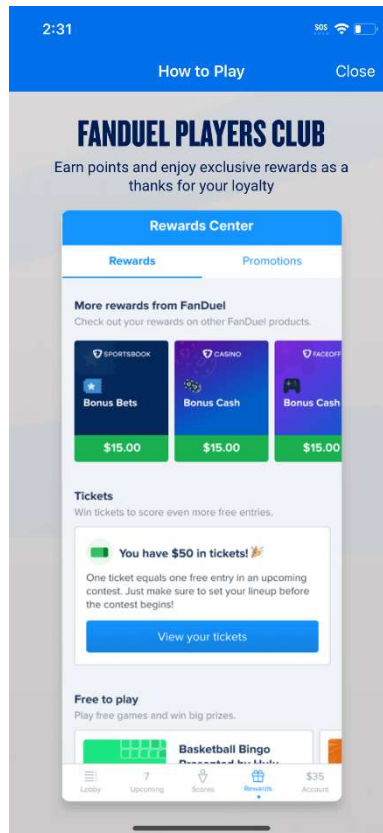 2:31
SOS
How to Play
Close
FANDUEL PLAYERS CLUB
Earn points and enjoy exclusive rewards as a
thanks for your loyalty
Rewards Center
Rewards
Promotions
More rewards from FanDuel
Check out your rewards on other FanDuel products.
SPORTSBOOK
CASINO
FACEOFF
Bonus Bets
Bonus Cash
Bonus Cash
$15.00
$15.00
$15.00
Tickets
Win tickets to score even more free entries.
You have $50 in tickets! 🎉
One ticket equals one free entry in an upcoming
contest. Just make sure to set your lineup before
the contest begins!
View your tickets
Free to play
Play free games and win big prizes.
Basketball Bingo
Presented by Hulu
7
$35
Lobby
Upcoming
Scores
Rewards
Account